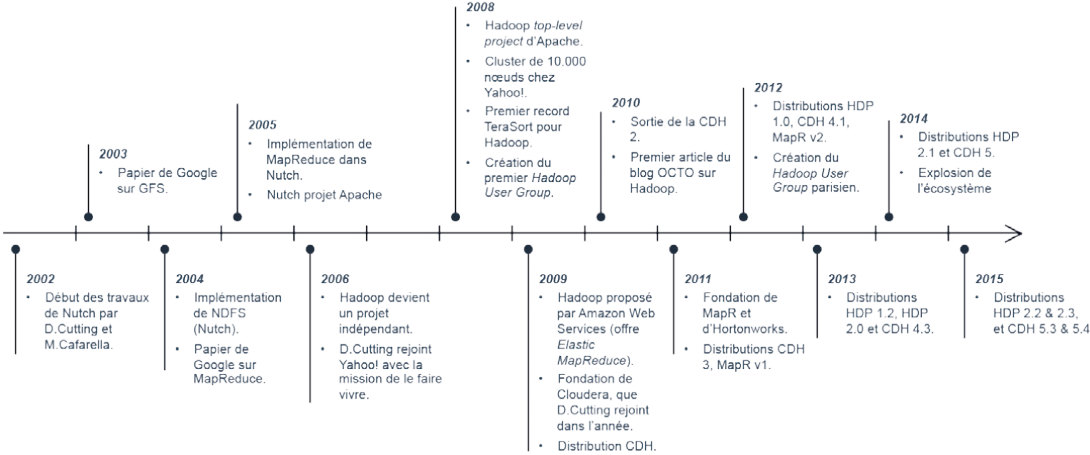 2002
• Début des travaux
de Nutch par
D.Cutting et
M.Cafarella.
2003
• Papier de Google
sur GFS.
2004
• Implémentation
de NDFS
(Nutch).
• Papier de
Google sur
MapReduce.
2005
• Implémentation de
MapReduce dans
Nutch.
• Nutch projet Apache
2006
• Hadoop devient
un projet
indépendant.
• D.Cutting rejoint
Yahoo! avec la
mission de le faire
vivre.
2008
• Hadoop top-level
project d'Apache.
• Cluster de 10.000
nœuds chez
Yahoo!.
• Premier record
TeraSort pour
Hadoop.
• Création du
premier Hadoop
User Group.
2009
• Hadoop proposé
par Amazon Web
Services (offre
Elastic
MapReduce).
• Fondation de
Cloudera, que
D.Cutting rejoint
dans l'année.
• Distribution CDH.
2010
• Sortie de la CDH
2.
• Premier article du
blog OCTO sur
Hadoop.
2011
• Fondation de
MapR et
d'Hortonworks.
• Distributions CDH
3, MapR v1.
2012
• Distributions HDP
1.0, CDH 4.1,
MapR v2.
• Création du
Hadoop User
Group parisien.
2013
• Distributions
HDP 1.2, HDP
2.0 et CDH 4.3.
2014
• Distributions HDP
2.1 et CDH 5.
• Explosion de
l'écosystème
2015
• Distributions
HDP 2.2 & 2.3,
et CDH 5.3 & 5.4